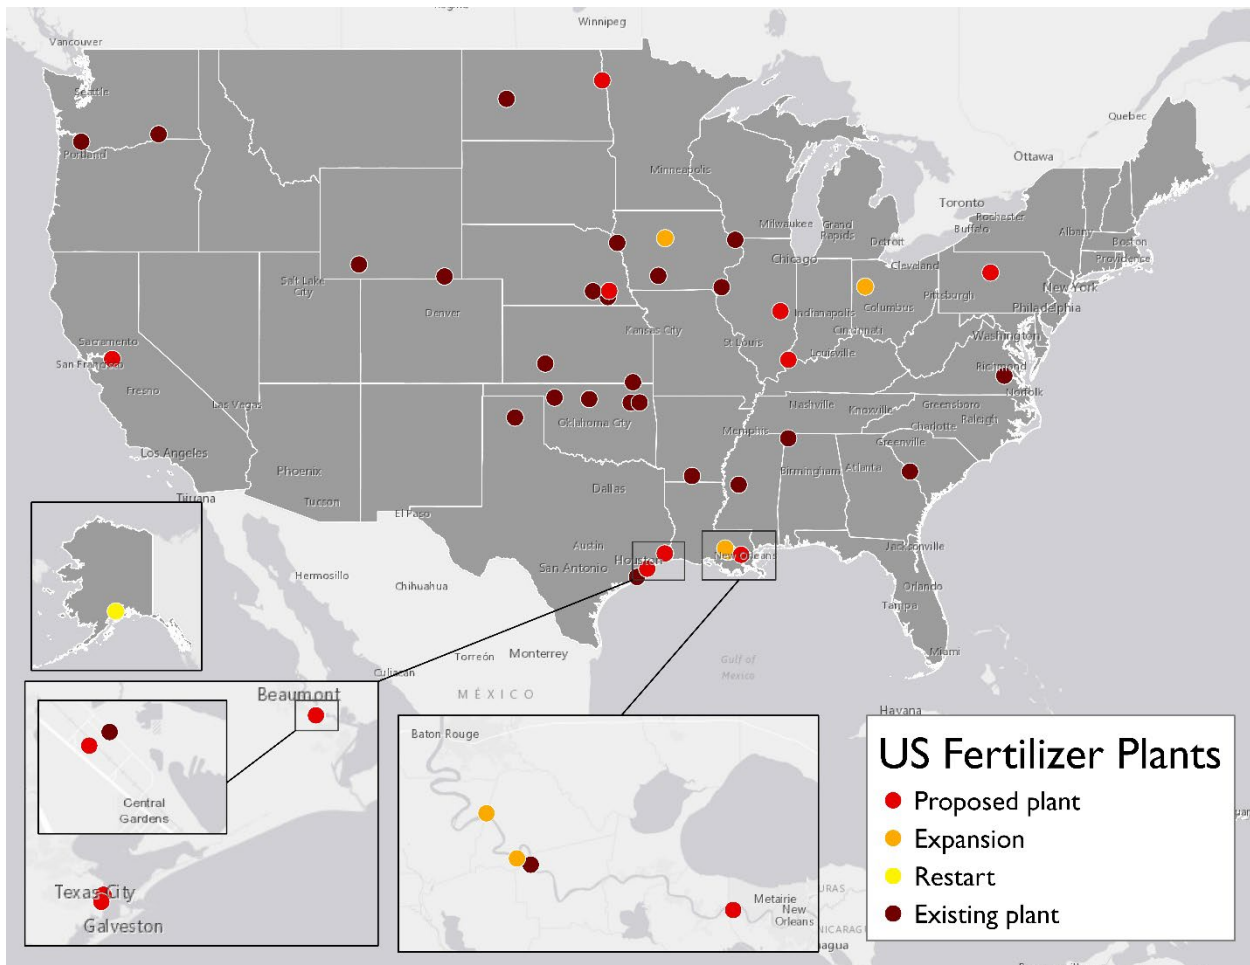 Regina
Winnipeg
Vancouver
Seattle
Portland
Quebec
Ottawa
Minneapolis
Toronto
Rochester
Buffalo
Milwaukee
Grand
Rapids
Detroit
Albany
Boston
Providence
Chicago
Cleveland
Salt Lake
City
New York
Pittsburgh
Columbus
Philadelphia
Denver
Indianapolis
Kansas City
Cincinnati
Washington
Sacramento
St Louis
Louisville
San Francisco
Richmond
Fresno
Norfolk
Las Vegas
Nashville
Knoxville
Greensboro
Raleigh
Oklahoma City
Memphis
Charlotte
Greenville
Los Angeles
Phoenix
Birmingham
Atlanta
Tijuana
Tucson
Dallas
El Paso
Austin
Houston
New Orleans
Jacksonville
San Antonio
Hermosillo
Chihuahua
Orlando
Tampa
Miami
Torreón
Monterrey
Gulf of
Mexico
Culiacan
MÉXICO
Havana
Beaumont
Central
Gardens
Texas City
Galveston
Baton Rouge
Metairie
New
Orleans
US Fertilizer Plants
Proposed plant
Expansion
Restart
Existing plant